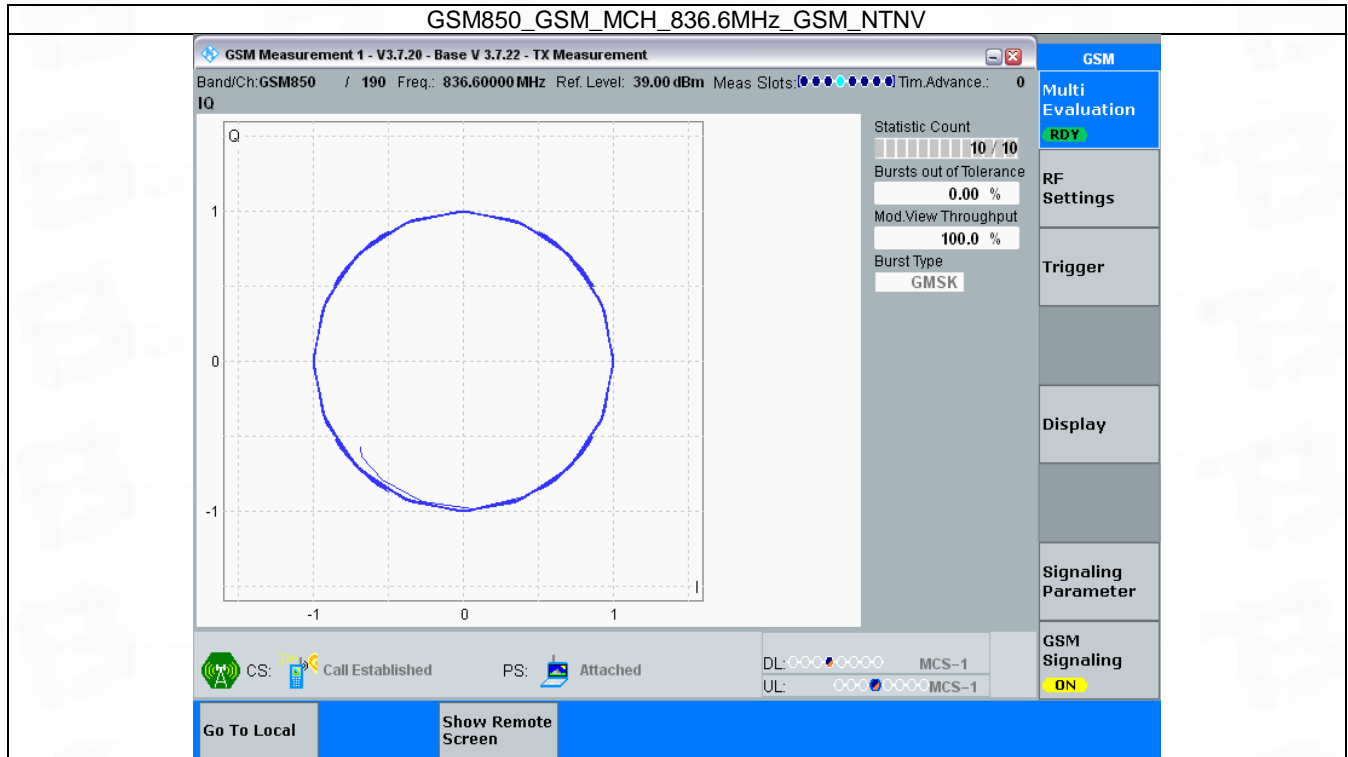 GSM850_GSM_MCH_836.6MHz_GSM_NTNV
GSM Measurement 1 - V3.7.20 - Base V 3.7.22 - TX Measurement
GSM
Band/Ch:GSM850 / 190 Freq.: 836.60000 MHz Ref. Level: 39.00 dBm Meas Slots: Tim.Advance.: 0
IQ
Multi
Evaluation
RDY
Q
Statistic Count
10 / 10
Bursts out of Tolerance
0.00 %
Mod.View Throughput
100.0 %
Burst Type
GMSK
RF
Settings
Trigger
Display
Signaling
Parameter
GSM
Signaling
ON
1
0
-1
I
-1 0 1
CS: Call Established PS: Attached
DL: MCS-1
UL: MCS-1
Go To Local
Show Remote
Screen